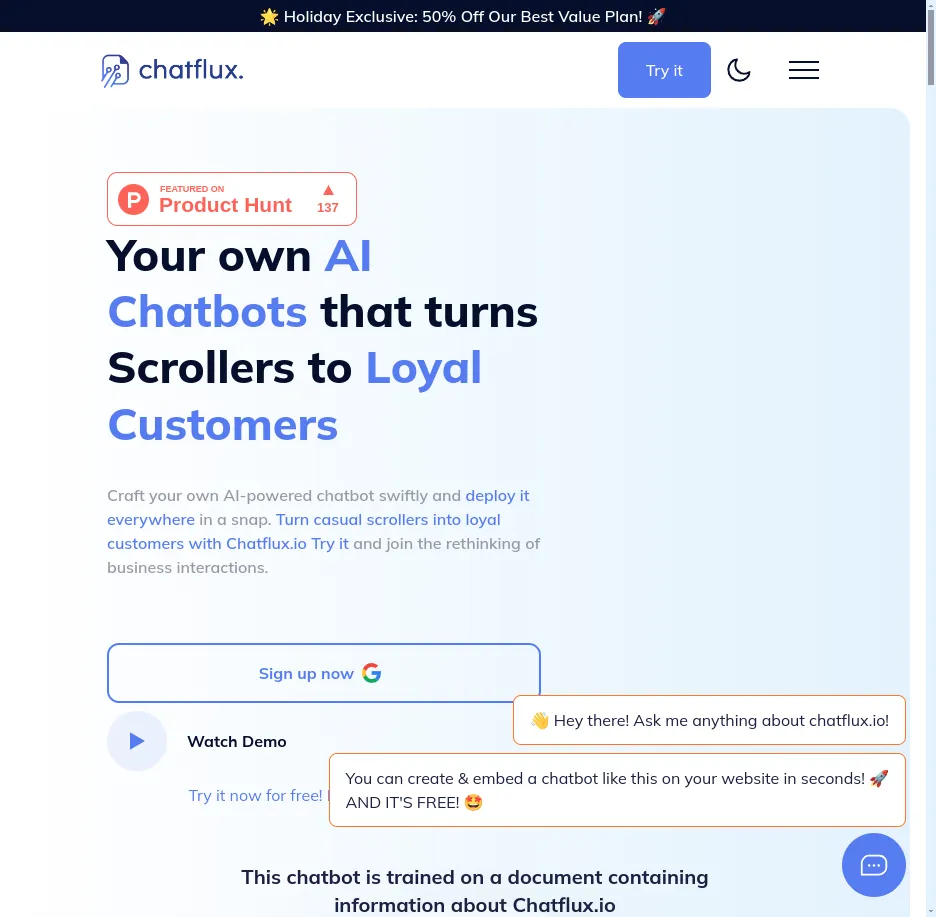 🌟 Holiday Exclusive: 50% Off Our Best Value Plan! 🚀
chatflux.
Try it
FEATURED ON
Product Hunt
137
Your own AI
Chatbots that turns
Scrollers to Loyal
Customers
Craft your own AI-powered chatbot swiftly and deploy it
everywhere in a snap. Turn casual scrollers into loyal
customers with Chatflux.io Try it and join the rethinking of
business interactions.
Sign up now
👋 Hey there! Ask me anything about chatflux.io!
Watch Demo
You can create & embed a chatbot like this on your website in seconds! 🚀
AND IT'S FREE! 🤩
Try it now for free!
This chatbot is trained on a document containing
information about Chatflux.io